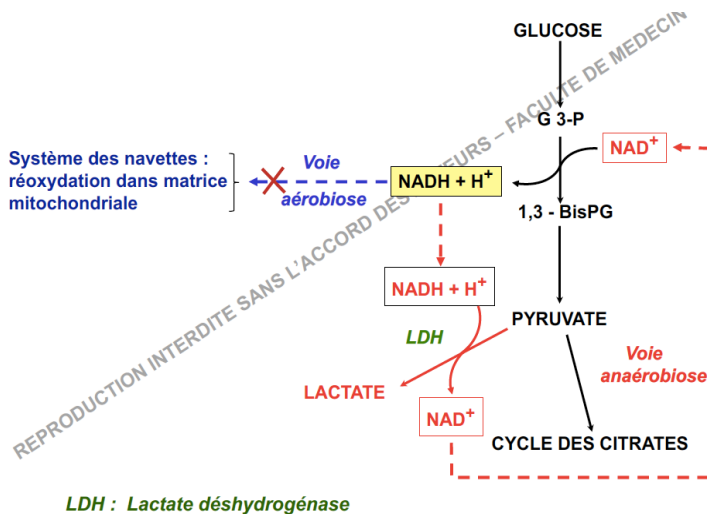 GLUCOSE
G 3-P
NAD+
Système des navettes :
réoxydation dans matrice
mitochondriale
Voie
aérobiose
NADH + H+
1,3 - BisPG
NADH + H+
LDH
PYRUVATE
Voie
anaérobiose
LACTATE
NAD+
CYCLE DES CITRATES
LDH : Lactate déshydrogénase
REPRODUCTION INTERDITE SANS L'ACCORD DES
EURS – FACULTE DE MEDECIN